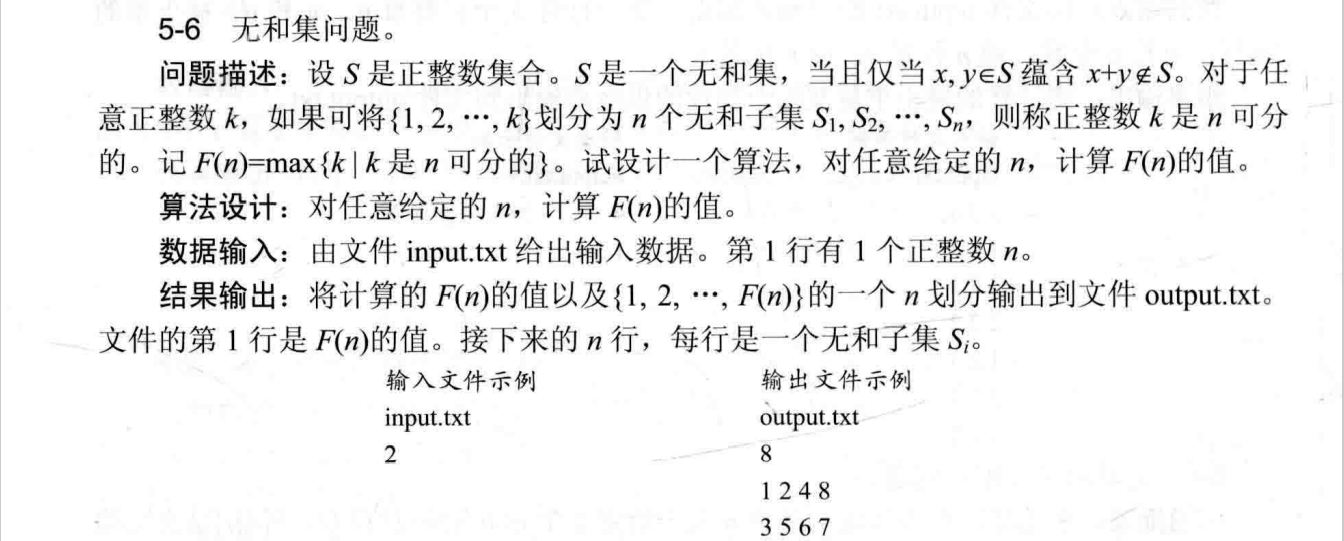 5-6 无和集问题。
问题描述：设 S 是正整数集合。S 是一个无和集，当且仅当 x, y∈S 蕴含 x+y∉S。对于任
意正整数 k，如果可将{1, 2, ⋯, k}划分为 n 个无和子集 S₁, S₂, ⋯, Sₙ，则称正整数 k 是 n 可分
的。记 F(n)=max{k | k 是 n 可分的}。试设计一个算法，对任意给定的 n，计算 F(n)的值。
算法设计：对任意给定的 n，计算 F(n)的值。
数据输入：由文件 input.txt 给出输入数据。第 1 行有 1 个正整数 n。
结果输出：将计算的 F(n)的值以及{1, 2, ⋯, F(n)}的一个 n 划分输出到文件 output.txt。
文件的第 1 行是 F(n)的值。接下来的 n 行，每行是一个无和子集 Sᵢ。
输入文件示例 输出文件示例
input.txt output.txt
2 8
1 2 4 8
3 5 6 7